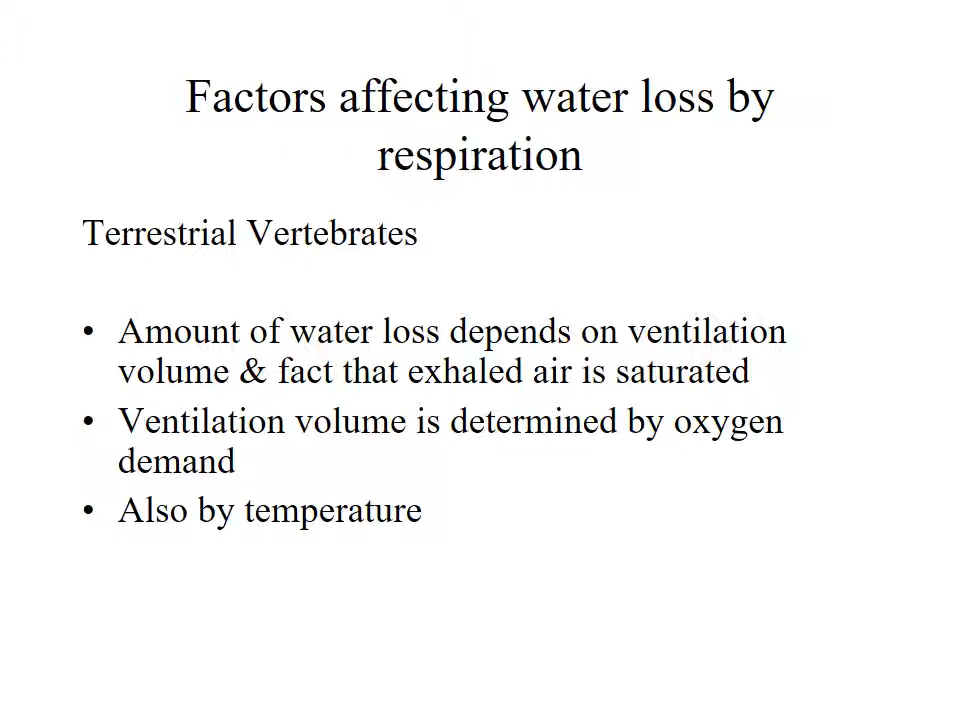 Factors affecting water loss by
respiration
Terrestrial Vertebrates
• Amount of water loss depends on ventilation
volume & fact that exhaled air is saturated
• Ventilation volume is determined by oxygen
demand
• Also by temperature